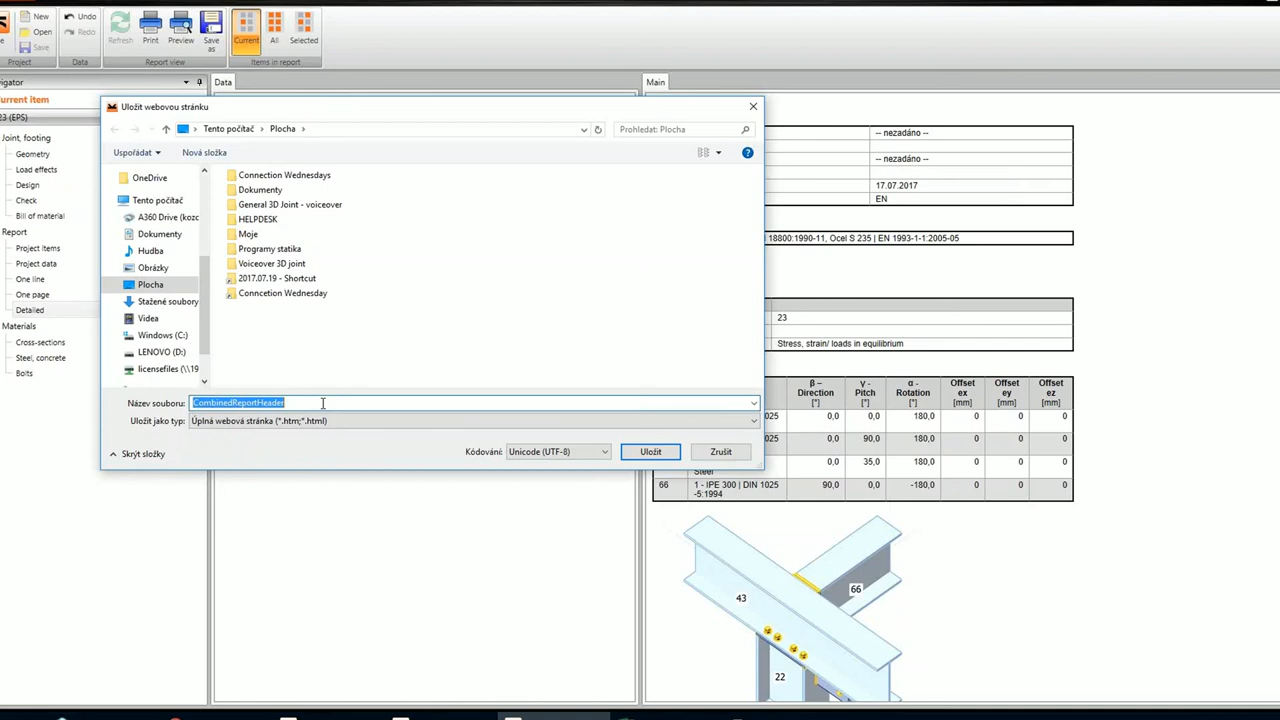 New
Open
Save
Project
Undo
Redo
Data
Refresh
Print
Preview
Save as
Report view
Current
All
Selected
Items in report
vigator
urrent item
23 (EPS)
Joint, footing
Geometry
Load effects
Design
Check
Bill of material
Report
Project items
Project data
One line
One page
Detailed
Materials
Cross-sections
Steel, concrete
Bolts
Data
Main
Uložit webovou stránku
Tento počítač
Plocha
Prohledat: Plocha
Uspořádat
Nová složka
OneDrive
Tento počítač
A360 Drive (kozc
Dokumenty
Hudba
Obrázky
Plocha
Stažené soubory
Videa
Windows (C:)
LENOVO (D:)
licensefiles (\\19
Connection Wednesdays
Dokumenty
General 3D Joint - voiceover
HELPDESK
Moje
Programy statika
Voiceover 3D joint
2017.07.19 - Shortcut
Conncetion Wednesday
Název souboru: CombinedReportHeader
Uložit jako typ: Úplná webová stránka (*.htm;*.html)
Skrýt složky
Kódování: Unicode (UTF-8)
Uložit
Zrušit
-- nezadáno --
-- nezadáno --
17.07.2017
EN
18800:1990-11, Ocel S 235 | EN 1993-1-1:2005-05
23
Stress, strain/ loads in equilibrium
β – Direction [°] γ - Pitch [°] α - Rotation [°] Offset ex [mm] Offset ey [mm] Offset ez [mm]
1025 0,0 0,0 180,0 0 0 0
1025 0,0 90,0 180,0 0 0 0
0,0 35,0 180,0 0 0 0
Steel
66 1 - IPE 300 | DIN 1025 90,0 0,0 -180,0 0 0 0
-5:1994
66
43
22